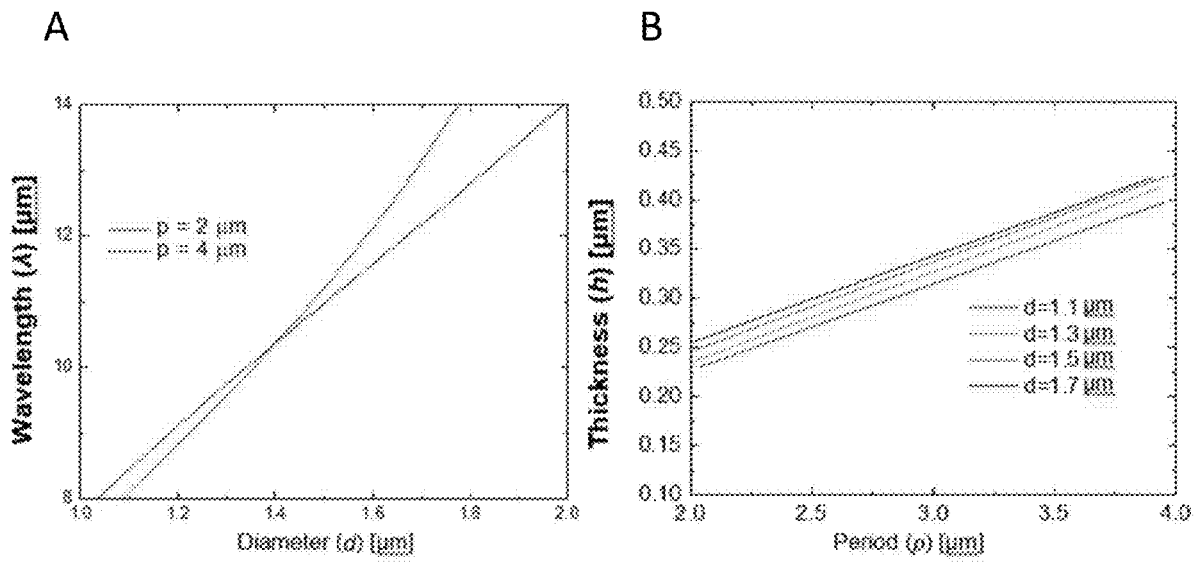 A
B
14
12
10
8
Wavelength (λ) [µm]
p = 2 µm
p = 4 µm
1.0 1.2 1.4 1.6 1.8 2.0
Diameter (d) [µm]
0.50
0.45
0.40
0.35
0.30
0.25
0.20
0.15
0.10
Thickness (h) [µm]
d=1.1 µm
d=1.3 µm
d=1.5 µm
d=1.7 µm
2.0 2.5 3.0 3.5 4.0
Period (ρ) [µm]